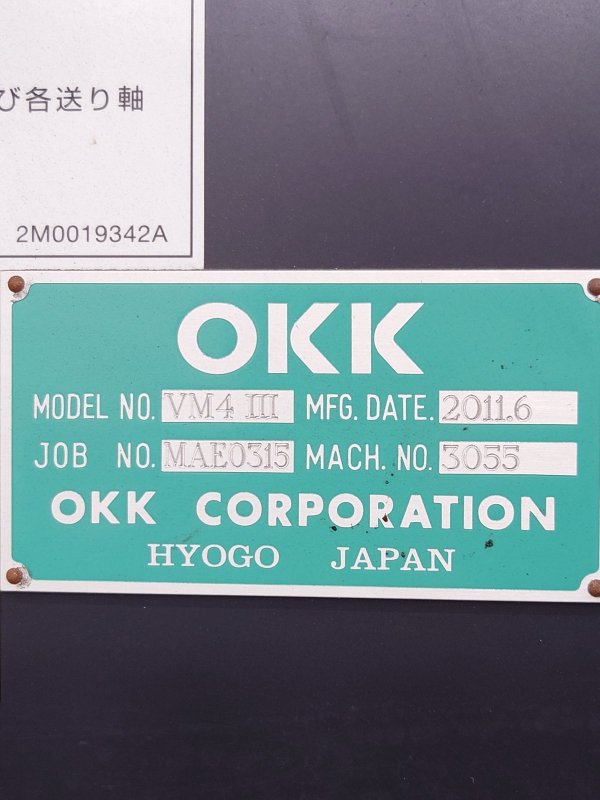 び各送り軸
2M0019342A
OKK
MODEL NO. VM4 III MFG. DATE. 2011.6
JOB NO. MAE0315 MACH. NO. 3055
OKK CORPORATION
HYOGO JAPAN